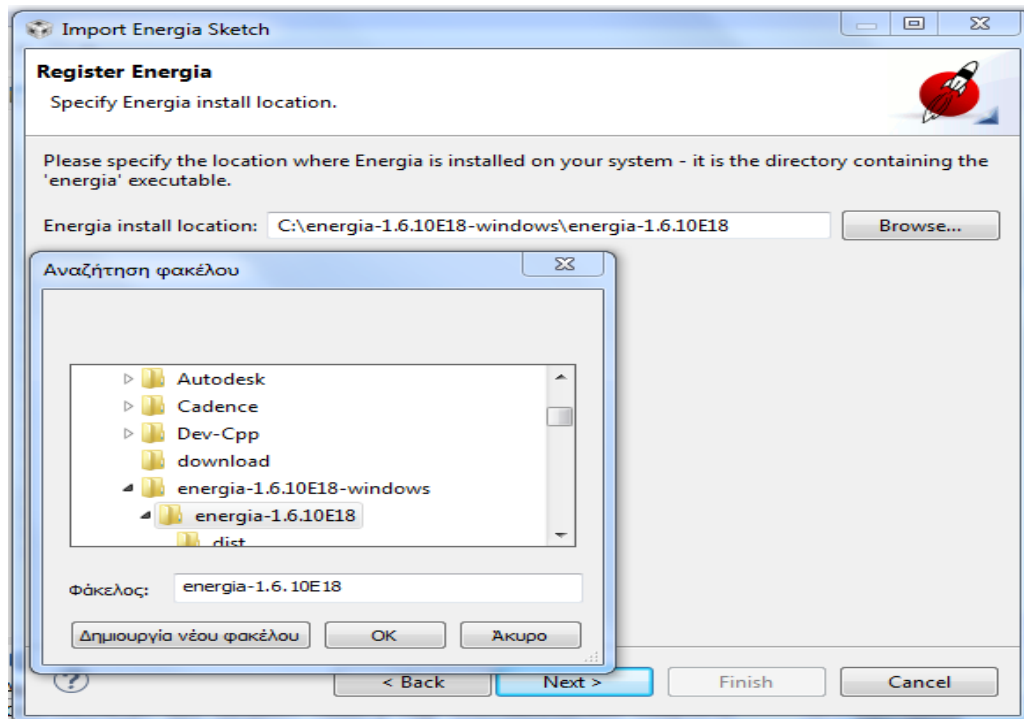 Import Energia Sketch
Register Energia
Specify Energia install location.
Please specify the location where Energia is installed on your system - it is the directory containing the
'energia' executable.
Energia install location: C:\energia-1.6.10E18-windows\energia-1.6.10E18 Browse...
Αναζήτηση φακέλου
Autodesk
Cadence
Dev-Cpp
download
energia-1.6.10E18-windows
energia-1.6.10E18
dist
Φάκελος: energia-1.6.10E18
Δημιουργία νέου φακέλου OK Άκυρο
? < Back Next > Finish Cancel